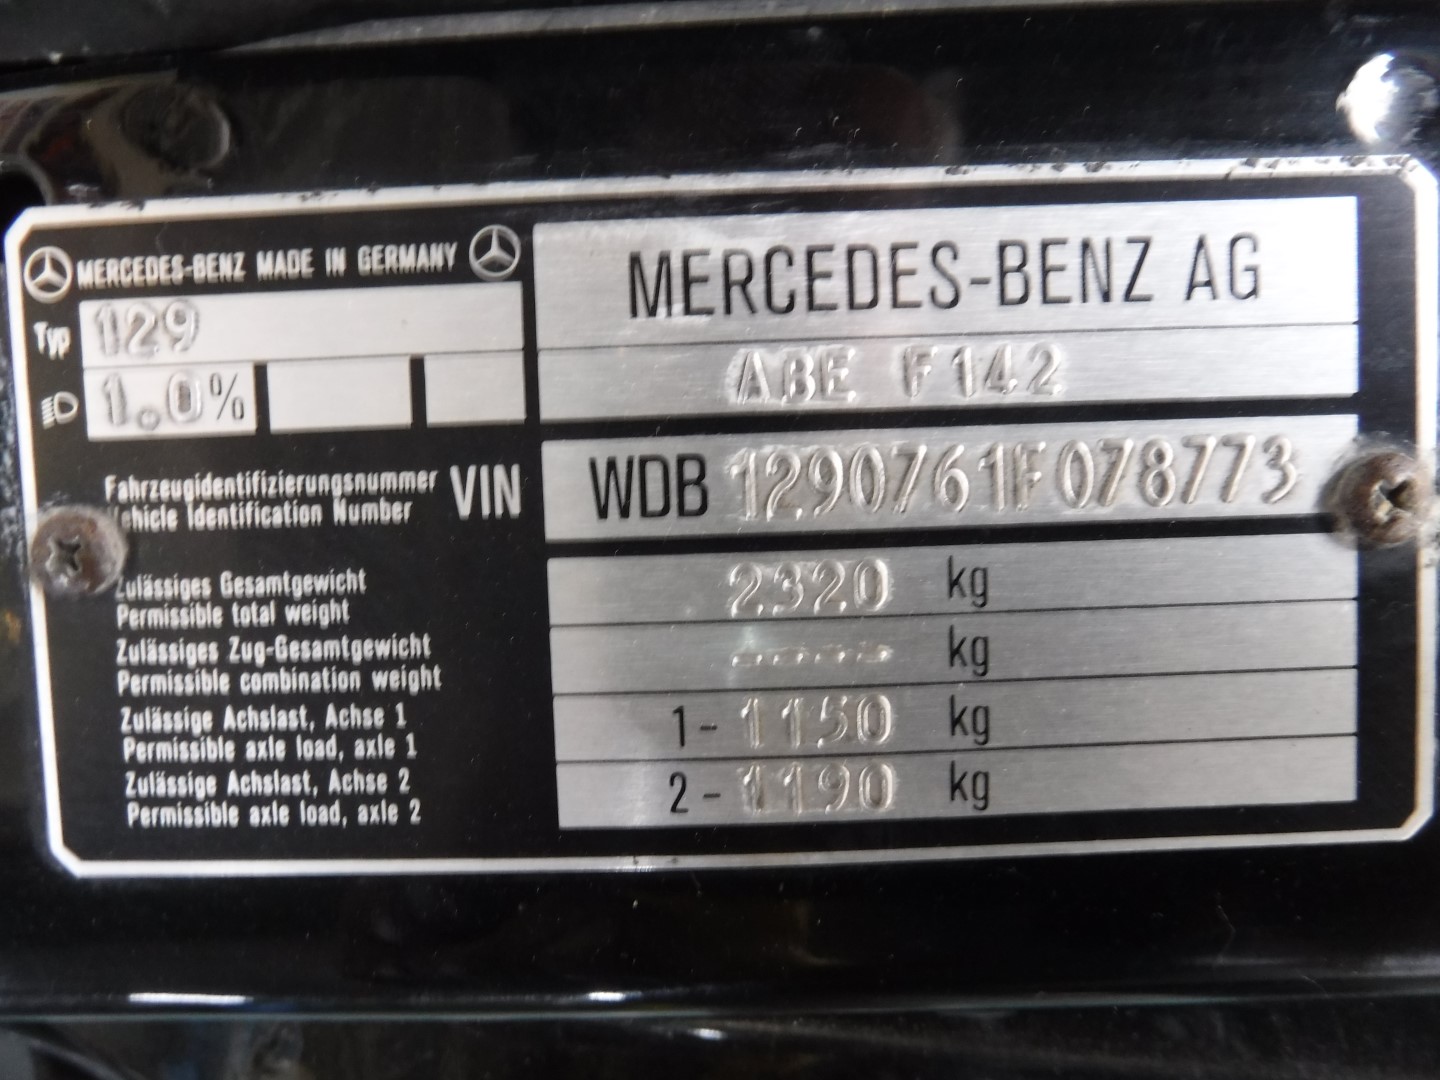 MERCEDES-BENZ MADE IN GERMANY
Typ 129
1.0%
MERCEDES-BENZ AG
ABE F142
Fahrzeugidentifizierungsnummer
Vehicle Identification Number
VIN
WDB 1290761F078773
Zulässiges Gesamtgewicht
Permissible total weight
2320 kg
Zulässiges Zug-Gesamtgewicht
Permissible combination weight
----- kg
Zulässige Achslast, Achse 1
Permissible axle load, axle 1
1- 1150 kg
Zulässige Achslast, Achse 2
Permissible axle load, axle 2
2- 1190 kg